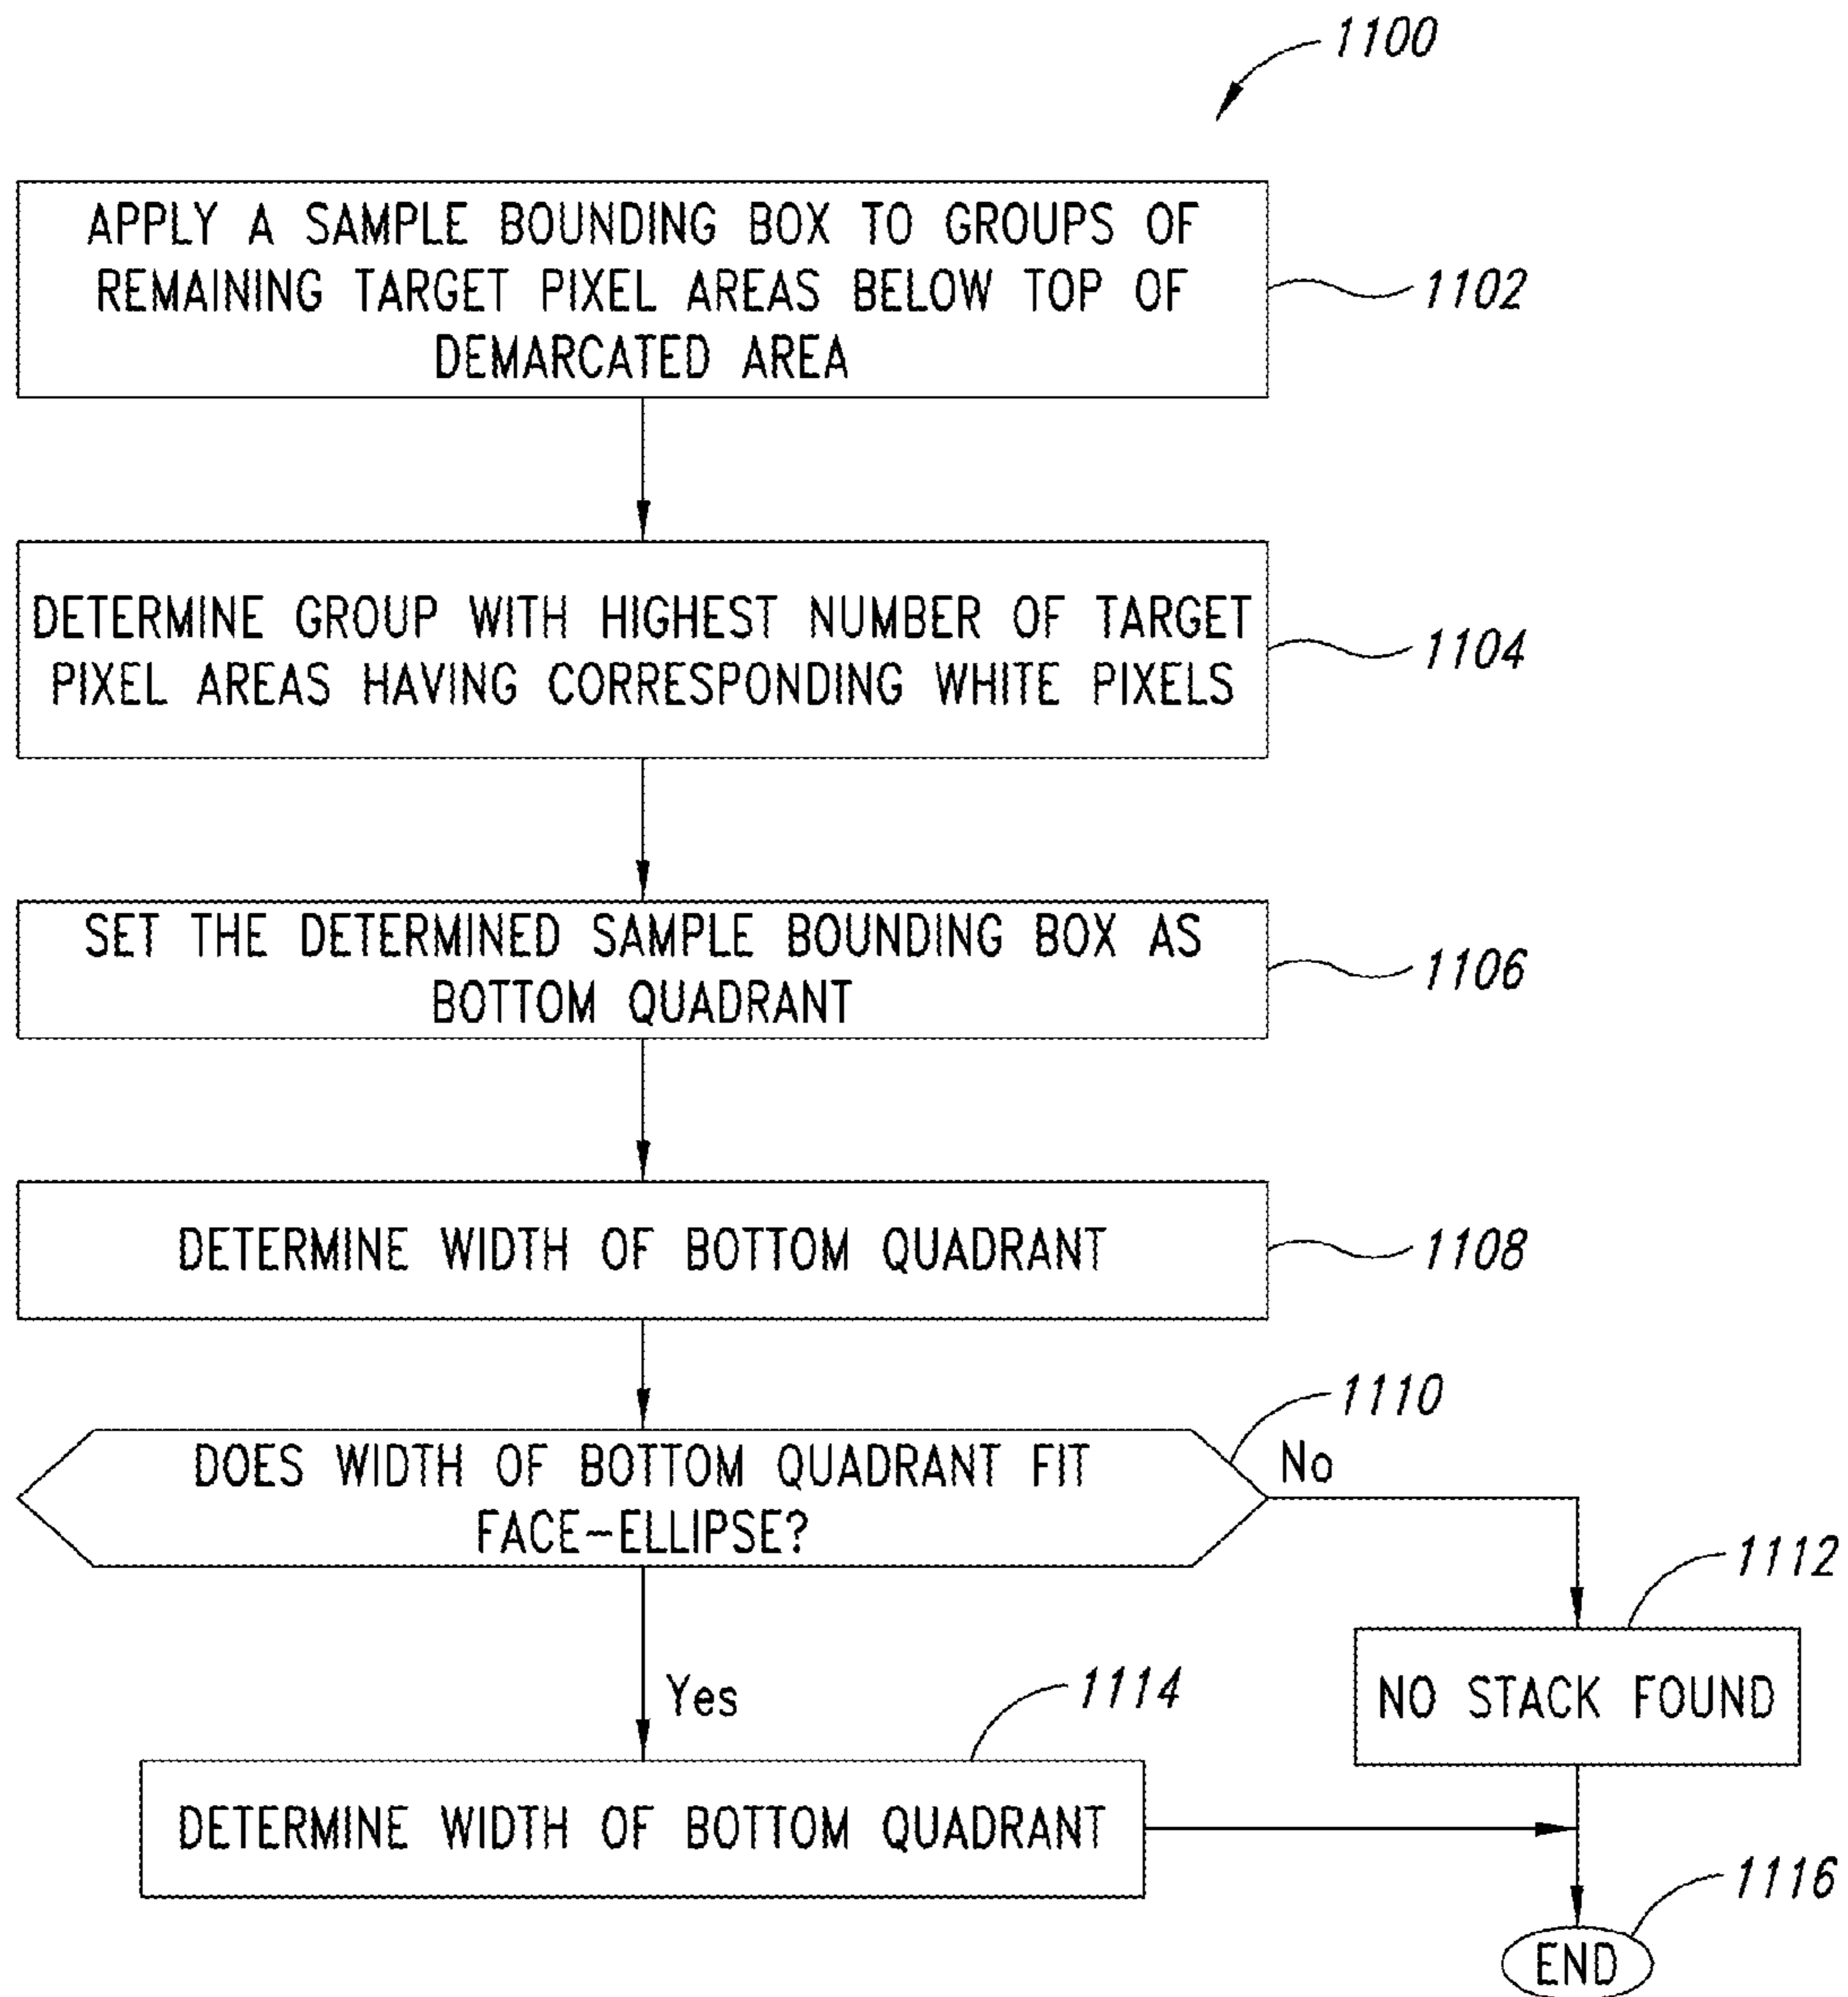 1100
APPLY A SAMPLE BOUNDING BOX TO GROUPS OF
REMAINING TARGET PIXEL AREAS BELOW TOP OF
DEMARCATED AREA
1102
DETERMINE GROUP WITH HIGHEST NUMBER OF TARGET
PIXEL AREAS HAVING CORRESPONDING WHITE PIXELS
1104
SET THE DETERMINED SAMPLE BOUNDING BOX AS
BOTTOM QUADRANT
1106
DETERMINE WIDTH OF BOTTOM QUADRANT
1108
1110
DOES WIDTH OF BOTTOM QUADRANT FIT
FACE-ELLIPSE?
No
1112
NO STACK FOUND
Yes
1114
DETERMINE WIDTH OF BOTTOM QUADRANT
1116
END